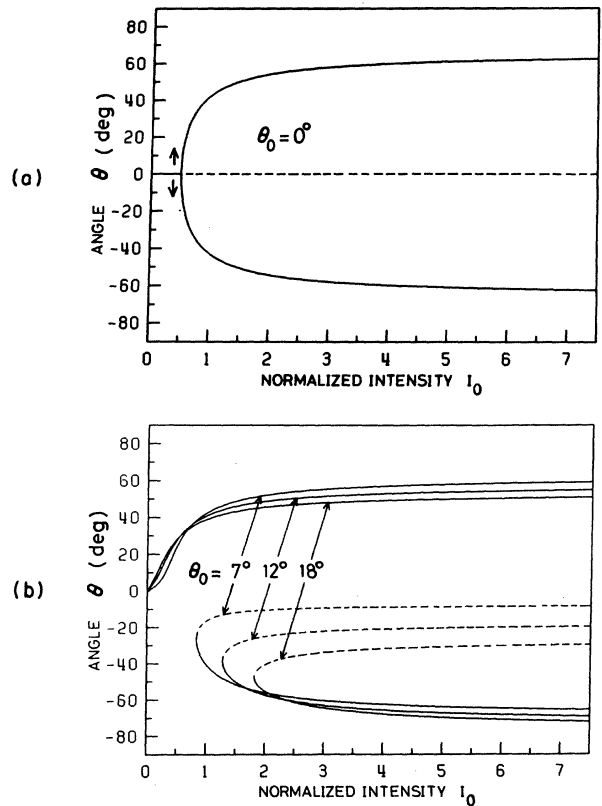 (a)
ANGLE θ (deg)
80
60
40
20
0
-20
-40
-60
-80
θ₀ = 0°
0 1 2 3 4 5 6 7
NORMALIZED INTENSITY I₀
(b)
ANGLE θ (deg)
80
60
40
20
0
-20
-40
-60
-80
θ₀ = 7° 12° 18°
0 1 2 3 4 5 6 7
NORMALIZED INTENSITY I₀